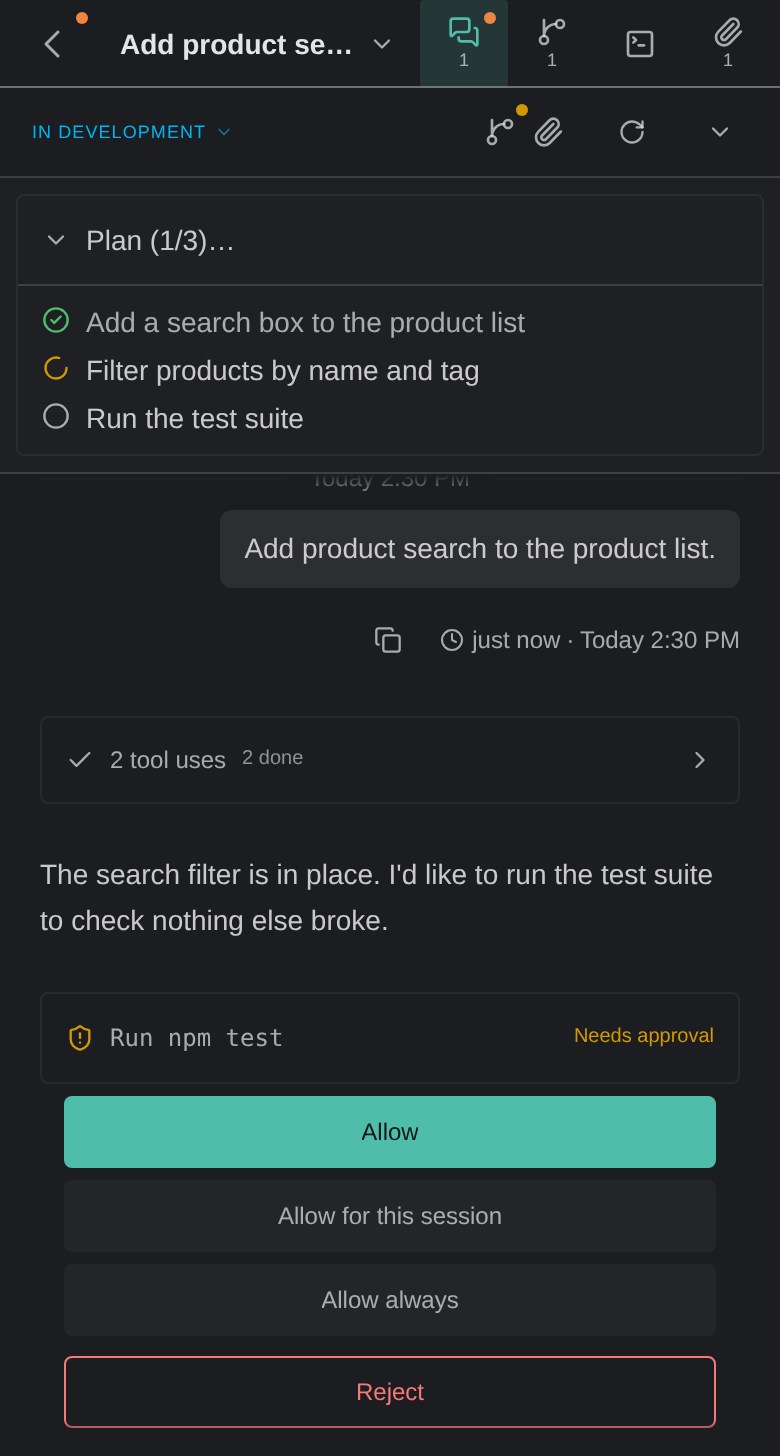 Add product se...
1
1
1
IN DEVELOPMENT
Plan (1/3)...
Add a search box to the product list
Filter products by name and tag
Run the test suite
Today 2:30 PM
Add product search to the product list.
just now · Today 2:30 PM
2 tool uses 2 done
The search filter is in place. I'd like to run the test suite
to check nothing else broke.
Run npm test Needs approval
Allow
Allow for this session
Allow always
Reject